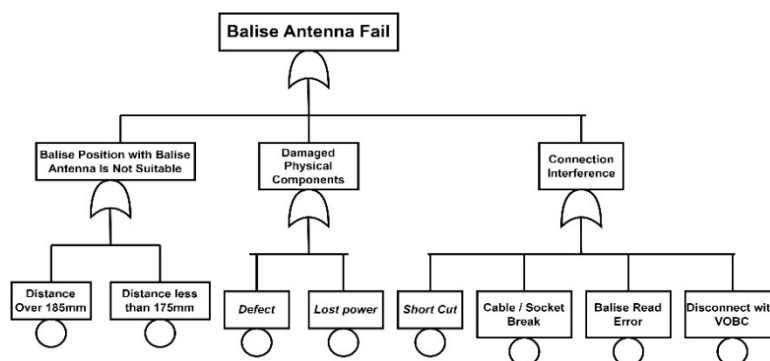 Balise Antenna Fail
Balise Position with Balise
Antenna Is Not Suitable
Damaged
Physical
Components
Connection
Interference
Distance
Over 185mm
Distance less
than 175mm
Defect
Lost power
Short Cut
Cable / Socket
Break
Balise Read
Error
Disconnect with
VOBC